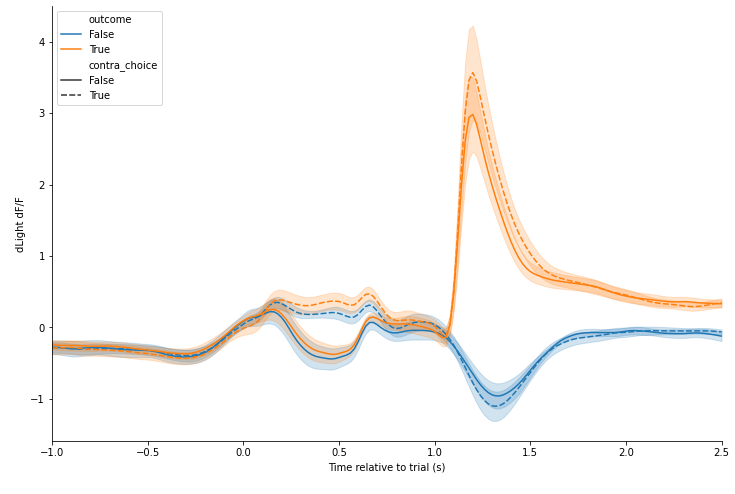 outcome
False
True
contra_choice
False
True
4
3
2
1
0
−1
dLight dF/F
−1.0 −0.5 0.0 0.5 1.0 1.5 2.0 2.5
Time relative to trial (s)